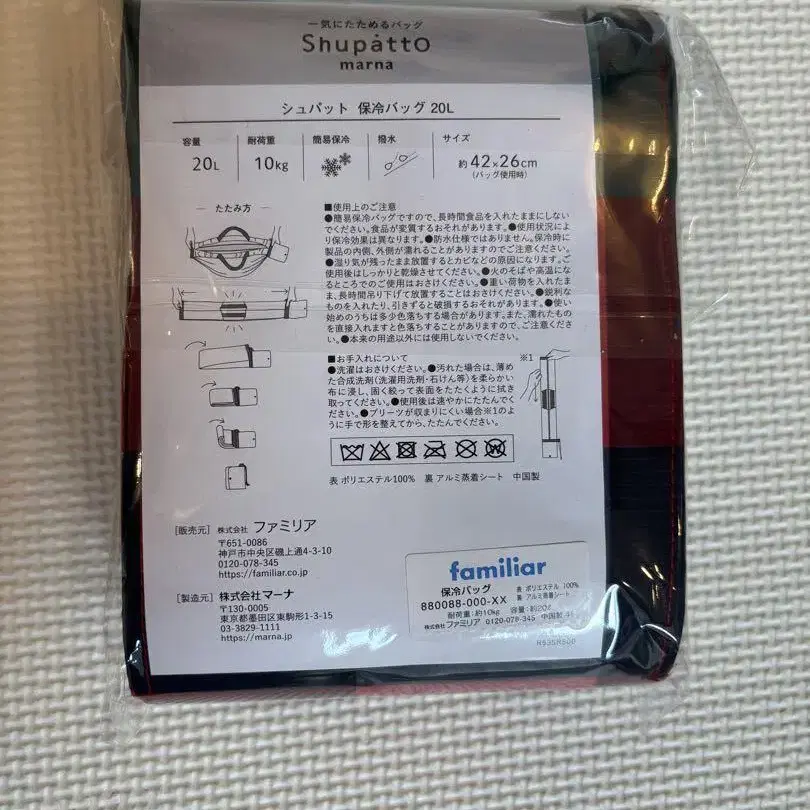 一気にたためるバッグ
Shupatto
marna
シュパット 保冷バッグ 20L
容量 耐荷重 簡易保冷 撥水 サイズ
20L 10kg 約 42×26cm
(バッグ使用時)
— たたみ方 —
■使用上のご注意
●簡易保冷バッグですので、長時間食品を入れたままにしない
でください。食品が変質するおそれがあります。●使用状況によ
り保冷効果は異なります。●防水仕様ではありません。保冷時に
製品の内側、外側が濡れることがありますのでご注意ください。
●湿り気が残ったまま放置するとカビなどの原因になります。ご使
用後はしっかりと乾燥させてください。●火のそばや高温にな
るところでのご使用はおさけください。●重い荷物を入れたま
ま、長時間吊り下げて放置することはおさけください。●鋭利な
ものを入れたり、引きずると破損するおそれがあります。●使い
始めのうちは多少色落ちする場合があります。また、濡れたもの
を直接入れますと色落ちすることがありますので、ご注意くださ
い。●本来の用途以外には使用しないでください。
■お手入れについて
●洗濯はおさけください。●汚れた場合は、薄め
た合成洗剤(洗濯用洗剤・石けん等)を柔らかい
布に浸し、固く絞って表面をたたくように拭き
取ってください。●使用後は速やかにたたんでくだ
さい。●プリーツが収まりにくい場合※1のよ
うに手で形を整えてから、たたんでください。
※1
表 ポリエステル100% 裏 アルミ蒸着シート 中国製
[販売元] 株式会社 ファミリア
〒651-0086
神戸市中央区磯上通4-3-10
0120-078-345
https://familiar.co.jp
[製造元] 株式会社マーナ
〒130-0005
東京都墨田区東駒形1-3-15
03-3829-1111
https://marna.jp
familiar
保冷バッグ 表 ポリエステル 100%
880088-000-XX 裏 アルミ蒸着シート
耐荷重:約10kg 容量:約20ℓ
株式会社ファミリア 0120-078-345 中国製